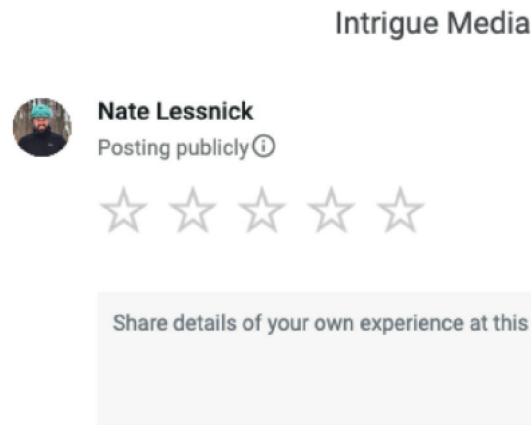 Intrigue Media
Nate Lessnick
Posting publicly
Share details of your own experience at this